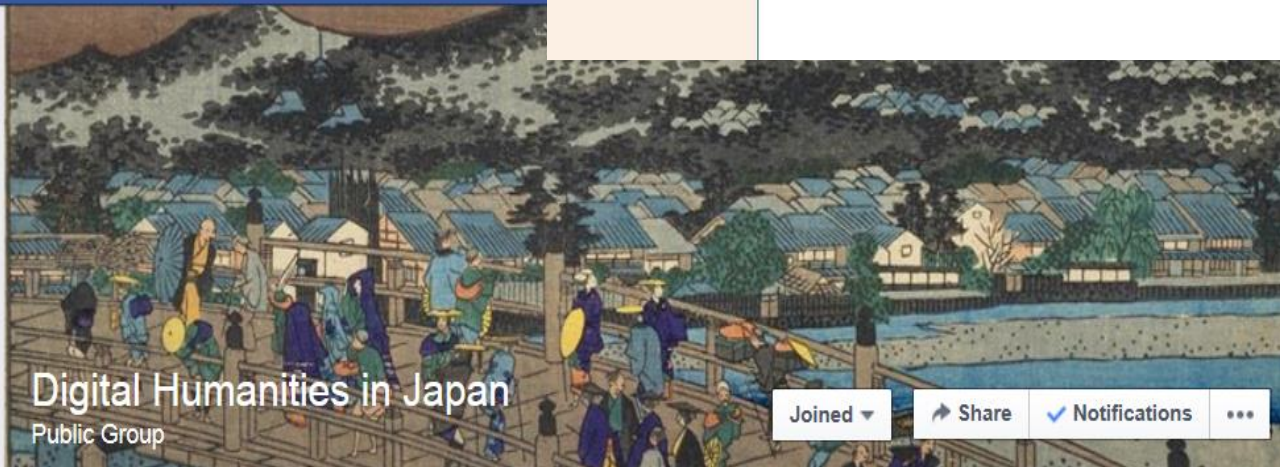 Digital Humanities in Japan
Public Group
Joined
Share
Notifications